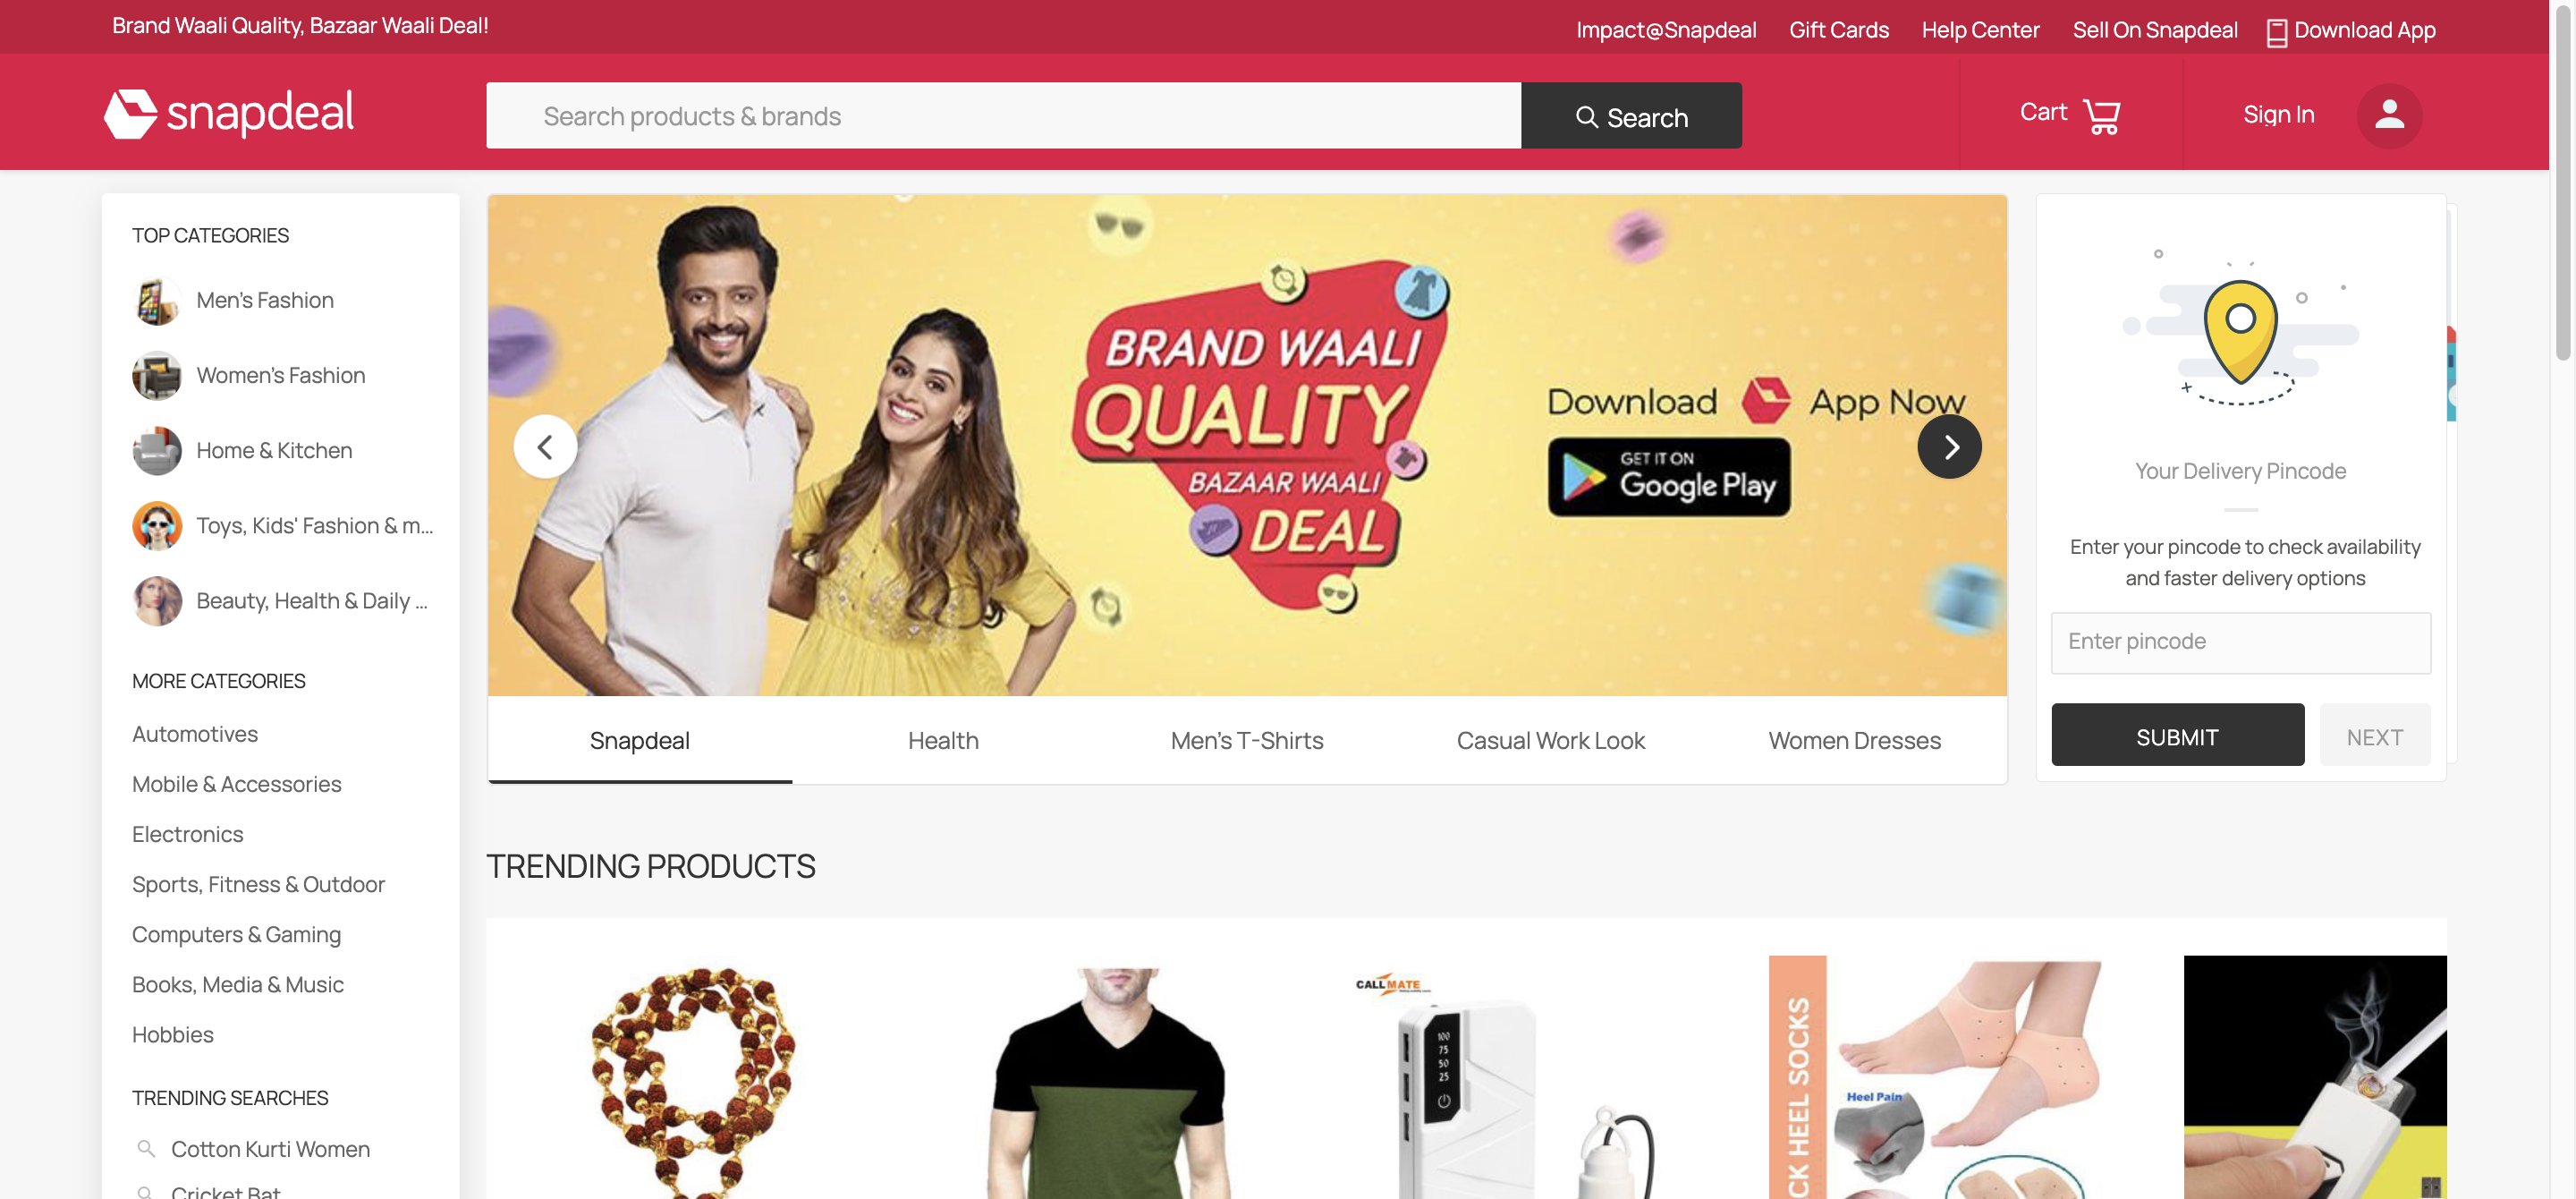 Brand Waali Quality, Bazaar Waali Deal!
Impact@Snapdeal
Gift Cards
Help Center
Sell On Snapdeal
Download App
snapdeal
Search products & brands
Search
Cart
Sign In
TOP CATEGORIES
Men's Fashion
Women's Fashion
Home & Kitchen
Toys, Kids' Fashion & m...
Beauty, Health & Daily ...
MORE CATEGORIES
Automotives
Mobile & Accessories
Electronics
Sports, Fitness & Outdoor
Computers & Gaming
Books, Media & Music
Hobbies
TRENDING SEARCHES
Cotton Kurti Women
Cricket Bat
BRAND WAALI
QUALITY
BAZAAR WAALI
DEAL
Download App Now
GET IT ON
Google Play
Snapdeal
Health
Men's T-Shirts
Casual Work Look
Women Dresses
Your Delivery Pincode
Enter your pincode to check availability
and faster delivery options
Enter pincode
SUBMIT
NEXT
TRENDING PRODUCTS
CALLMATE
100
75
50
25
CK HEEL SOCKS
Heel Pain